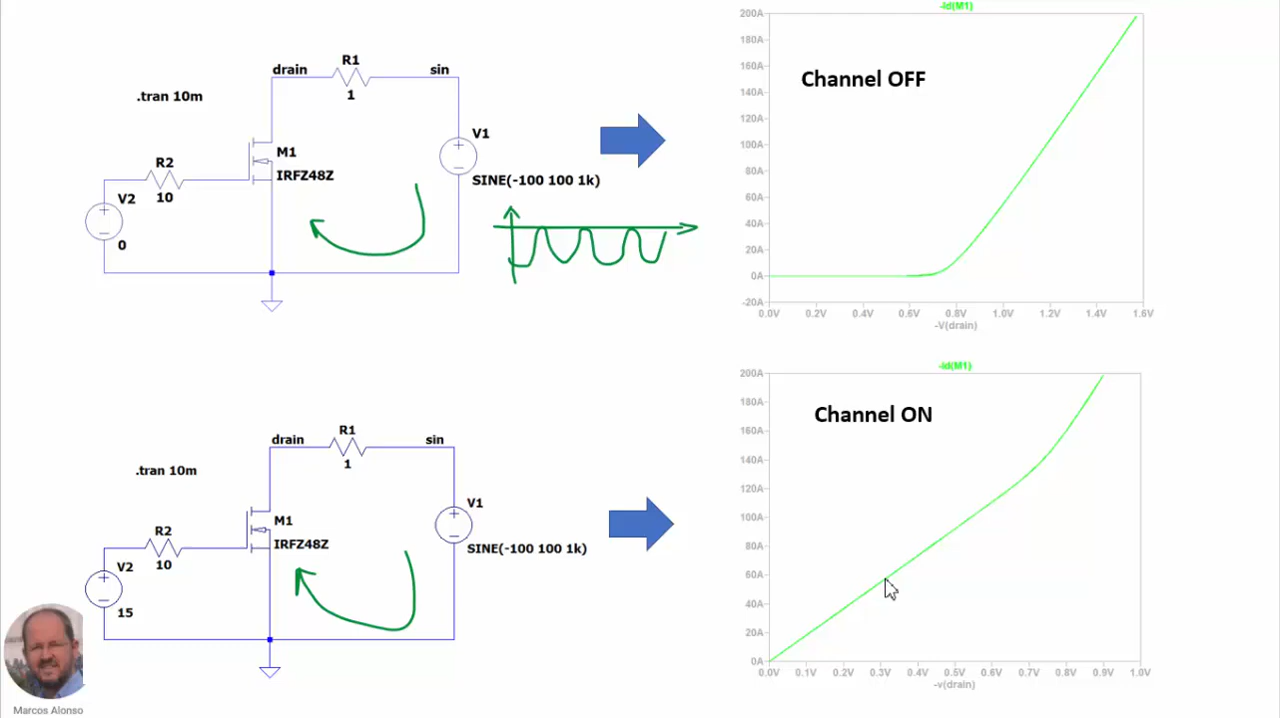 .tran 10m
drain
R1
1
sin
V1
SINE(-100 100 1k)
M1
IRFZ48Z
R2
10
V2
0
-Id(M1)
Channel OFF
200A
180A
160A
140A
120A
100A
80A
60A
40A
20A
0A
-20A
0.0V 0.2V 0.4V 0.6V 0.8V 1.0V 1.2V 1.4V 1.6V
-V(drain)
.tran 10m
drain
R1
1
sin
V1
SINE(-100 100 1k)
M1
IRFZ48Z
R2
10
V2
15
-Id(M1)
Channel ON
200A
180A
160A
140A
120A
100A
80A
60A
40A
20A
0A
0.0V 0.1V 0.2V 0.3V 0.4V 0.5V 0.6V 0.7V 0.8V 0.9V 1.0V
-v(drain)
Marcos Alonso